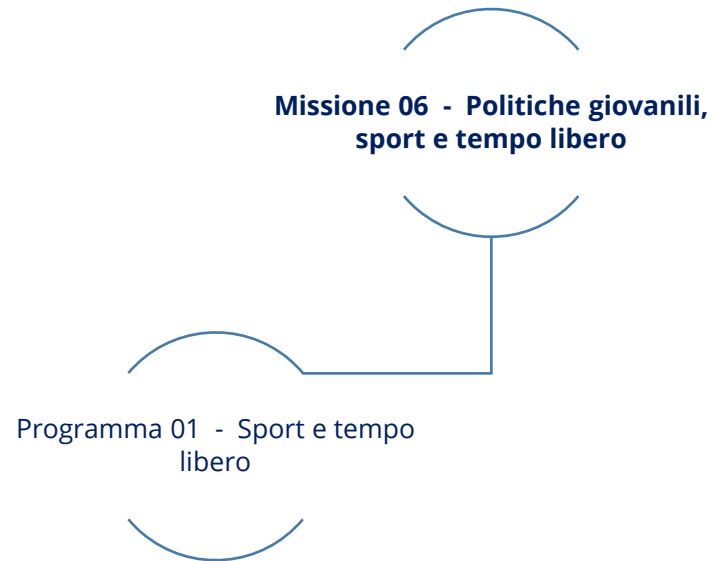 Missione 06 - Politiche giovanili,
sport e tempo libero
Programma 01 - Sport e tempo
libero